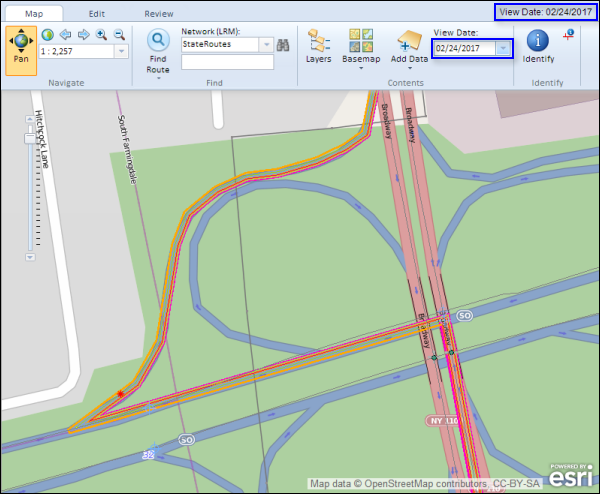 Map
Edit
Review
View Date: 02/24/2017
Pan
1 : 2,257
Navigate
Find
Route
Network (LRM):
StateRoutes
Find
Layers
Basemap
Add Data
View Date:
02/24/2017
Contents
Identify
Identify
Hitchcock Lane
South Farmingdale
Broadway
Broadway
Broadway
SO
SO
NY 110
POWERED BY
esri
Map data © OpenStreetMap contributors, CC-BY-SA